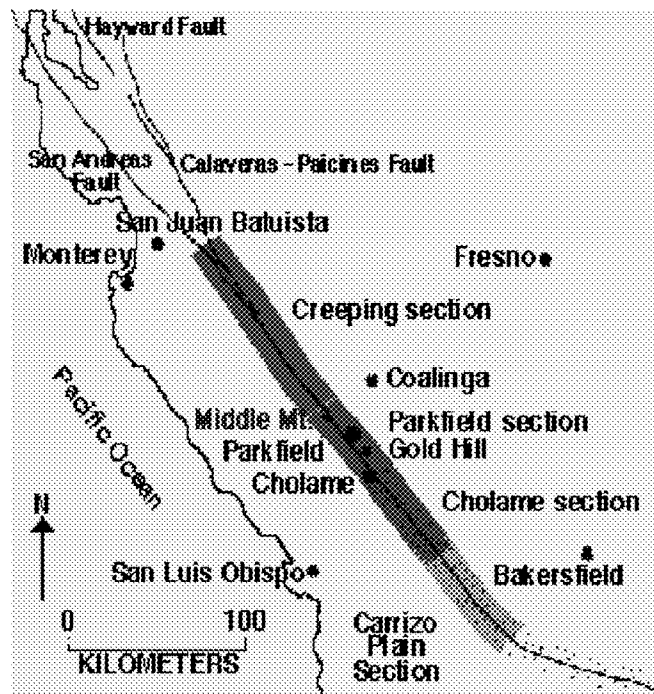 Hayward Fault
San Andreas
Fault
Calaveras - Paicines Fault
San Juan Batuista
Monterey
Fresno
Creeping section
Pacific Ocean
Coalinga
Middle Mt.
Parkfield section
Parkfield
Gold Hill
Cholame
Cholame section
N
San Luis Obispo
Bakersfield
0
100
KILOMETERS
Carrizo
Plain
Section